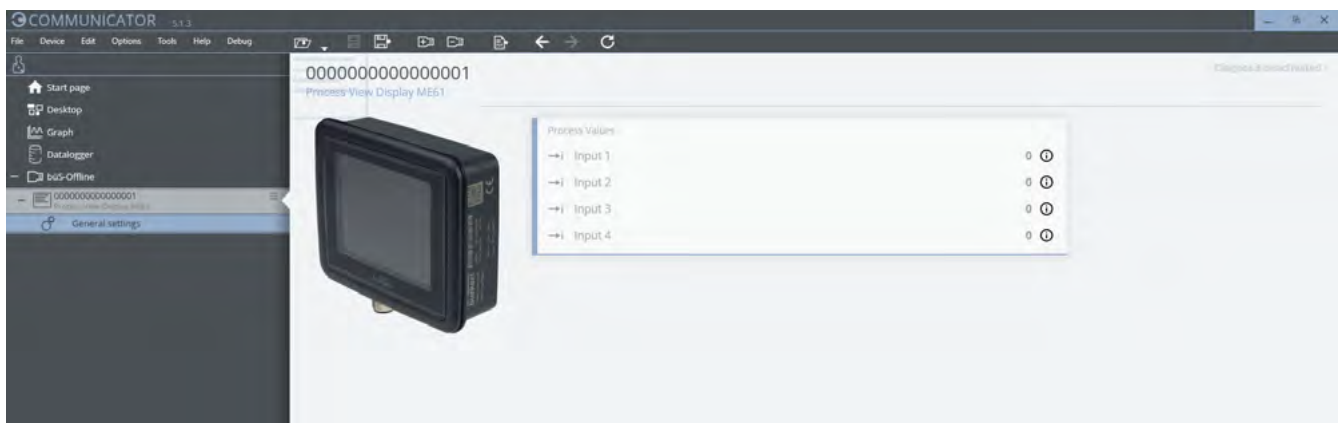 COMMUNICATOR 5.1.3
File Device Edit Options Tools Help Debug
Start page
Desktop
Graph
Datalogger
büS-Offline
0000000000000001
General settings
0000000000000001
Process View Display ME61
Process Values
Input 1 0
Input 2 0
Input 3 0
Input 4 0